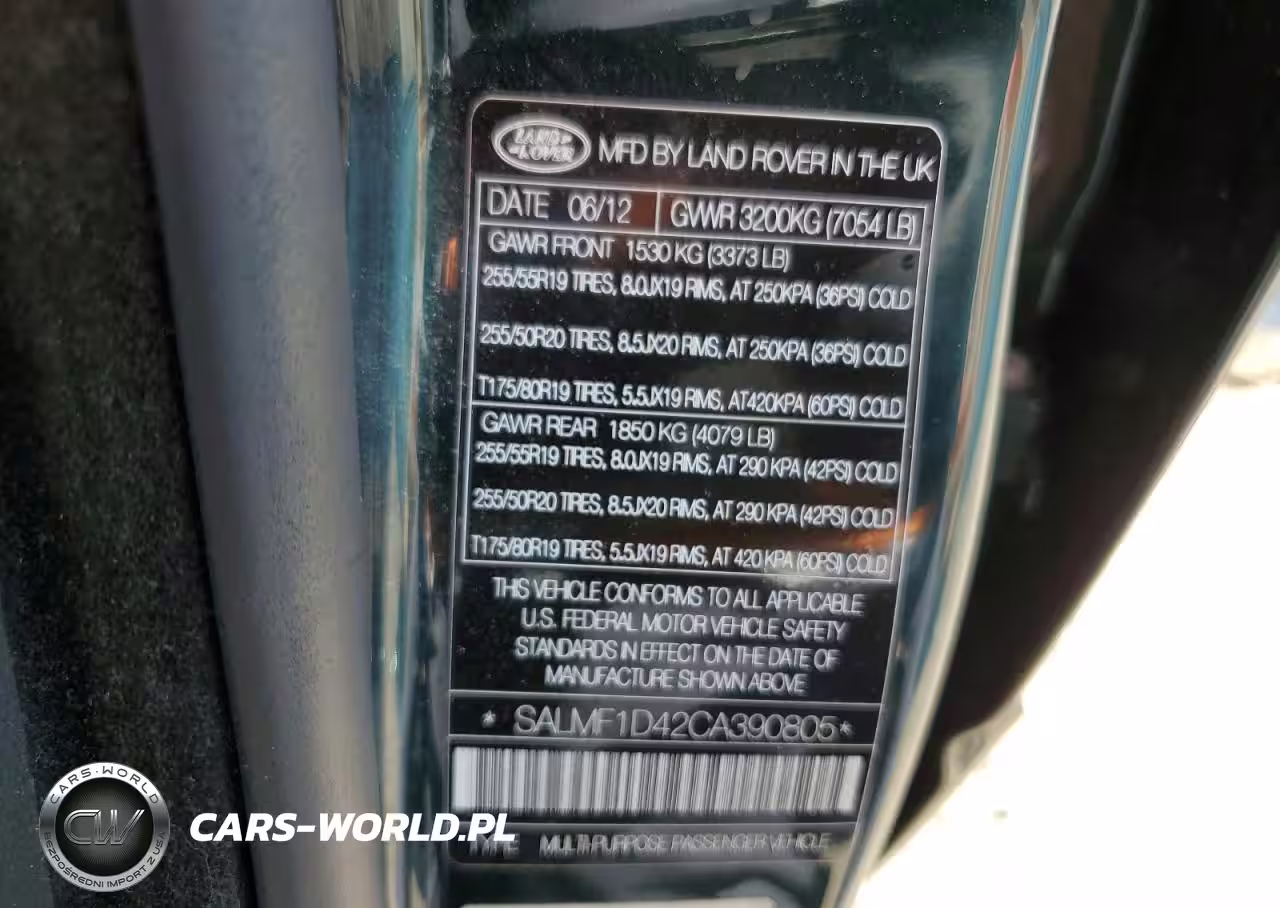 LAND ROVER
MFD BY LAND ROVER IN THE UK
DATE 06/12 GVWR 3200KG (7054 LB)
GAWR FRONT 1530 KG (3373 LB)
255/55R19 TIRES, 8.0JX19 RIMS, AT 250KPA (36PSI) COLD
255/50R20 TIRES, 8.5JX20 RIMS, AT 250KPA (36PSI) COLD
T175/80R19 TIRES, 5.5JX19 RIMS, AT420KPA (60PSI) COLD
GAWR REAR 1850 KG (4079 LB)
255/55R19 TIRES, 8.0JX19 RIMS, AT 290 KPA (42PSI) COLD
255/50R20 TIRES, 8.5JX20 RIMS, AT 290 KPA (42PSI) COLD
T175/80R19 TIRES, 5.5JX19 RIMS, AT 420 KPA (60PSI) COLD
THIS VEHICLE CONFORMS TO ALL APPLICABLE
U.S. FEDERAL MOTOR VEHICLE SAFETY
STANDARDS IN EFFECT ON THE DATE OF
MANUFACTURE SHOWN ABOVE
* SALMF1D42CA390805*
TYPE MULTI-PURPOSE PASSENGER VEHICLE
CARS-WORLD
CW
BEZPOŚREDNI IMPORT Z USA
CARS-WORLD.PL